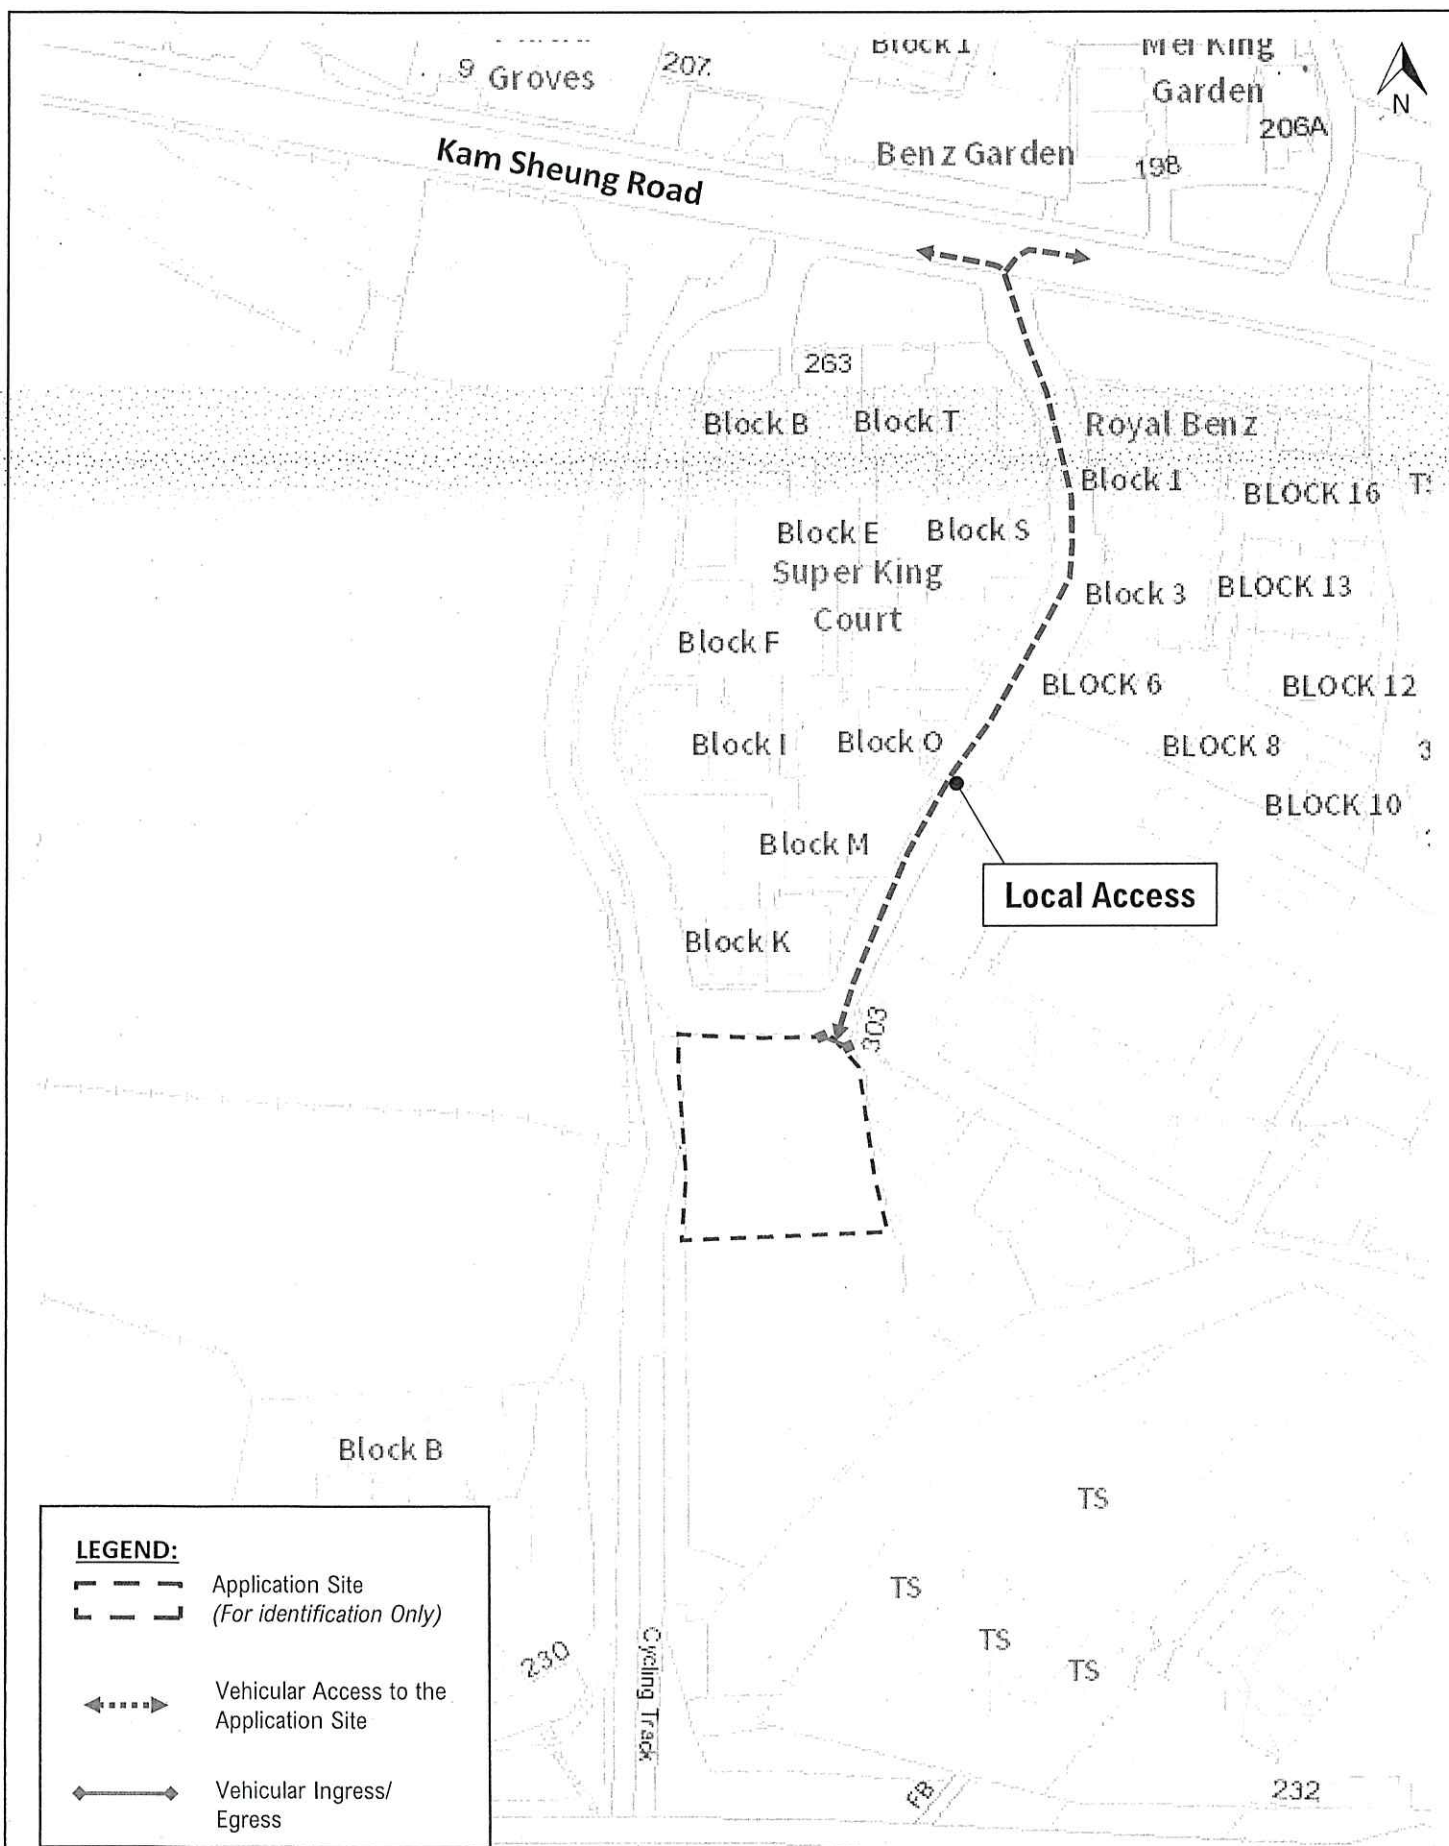 Block 1
Mei King
Garden
9
Groves
207
N
206A
Kam Sheung Road
Benz Garden
198
263
Block B
Block T
Royal Benz
Block 1
BLOCK 16
Block E
Block S
Super King
Court
Block 3
BLOCK 13
Block F
BLOCK 6
BLOCK 12
Block I
Block O
BLOCK 8
BLOCK 10
Block M
Local Access
Block K
303
Block B
TS
TS
TS
TS
230
Cycling Track
FB
232
LEGEND:
Application Site
(For identification Only)
Vehicular Access to the
Application Site
Vehicular Ingress/
Egress